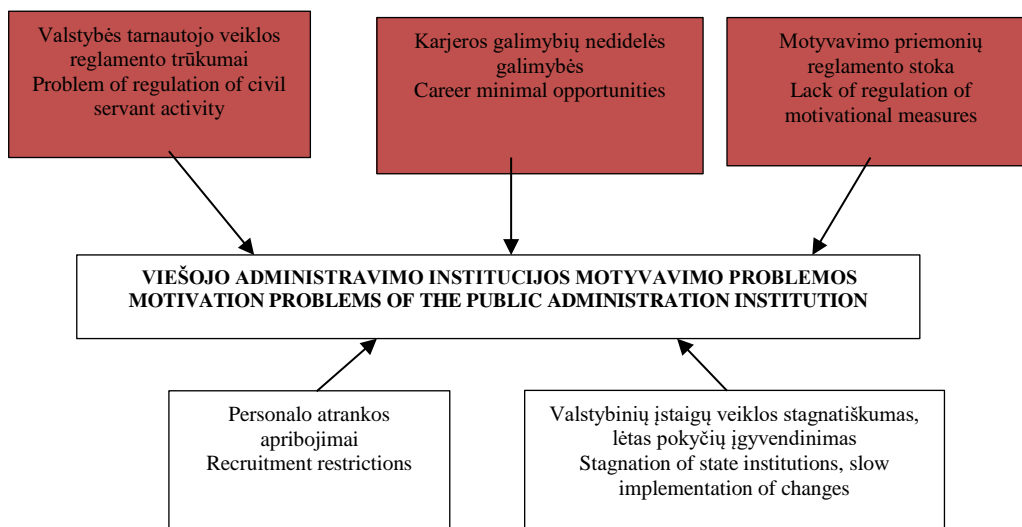 Valstybės tarnautojo veiklos
reglamento trūkumai
Problem of regulation of civil
servant activity
Karjeros galimybių nedidelės
galimybės
Career minimal opportunities
Motyvavimo priemonių
reglamento stoka
Lack of regulation of
motivational measures
VIEŠOJO ADMINISTRAVIMO INSTITUCIJOS MOTYVAVIMO PROBLEMOS
MOTIVATION PROBLEMS OF THE PUBLIC ADMINISTRATION INSTITUTION
Personalo atrankos
apribojimai
Recruitment restrictions
Valstybinių įstaigų veiklos stagnatiškumas,
lėtas pokyčių įgyvendinimas
Stagnation of state institutions, slow
implementation of changes